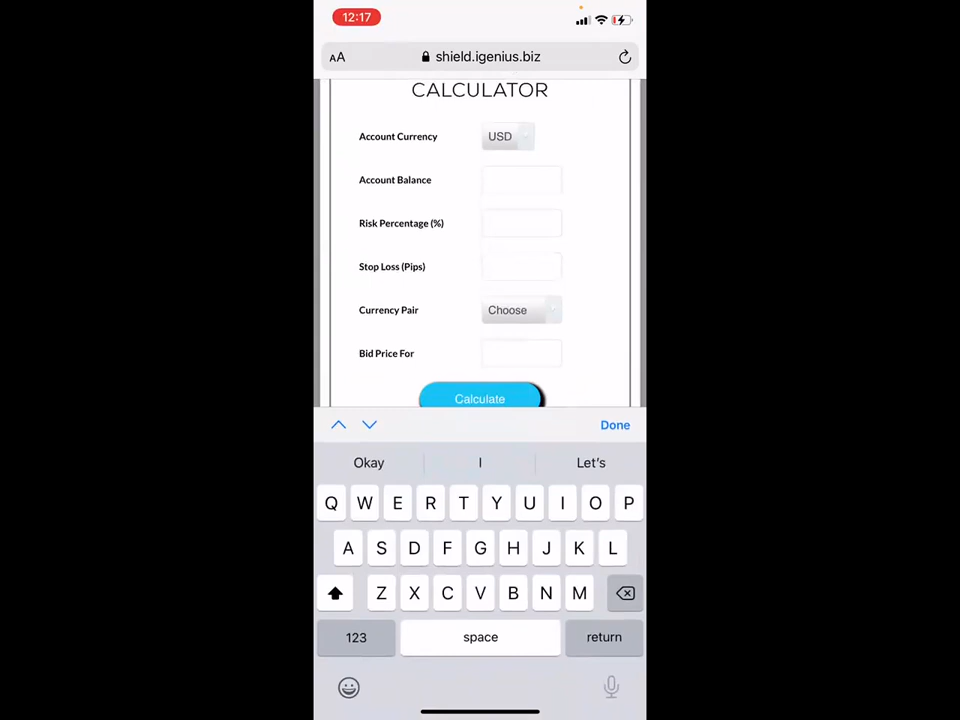 12:17
AA shield.igenius.biz
CALCULATOR
Account Currency USD
Account Balance
Risk Percentage (%)
Stop Loss (Pips)
Currency Pair Choose
Bid Price For
Calculate
Done
Okay I Let's
Q W E R T Y U I O P
A S D F G H J K L
Z X C V B N M
123 space return